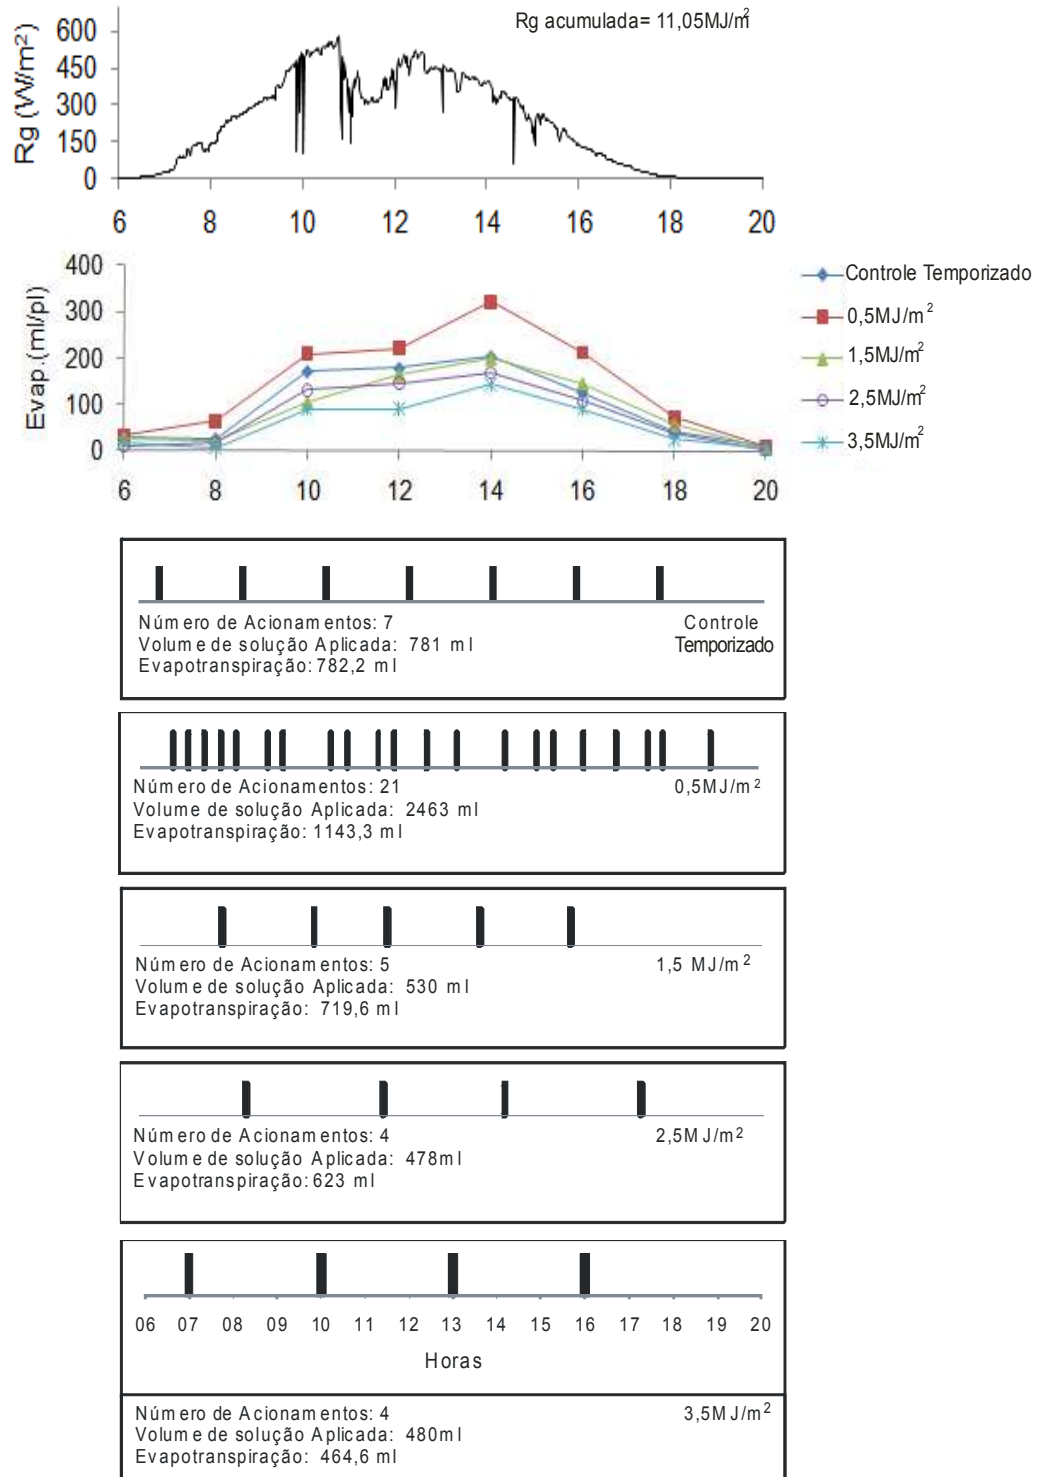 Rg acumulada= 11,05MJ/m²
Rg (W/m²)
600
450
300
150
0
6 8 10 12 14 16 18 20
Evap.(ml/pl)
400
300
200
100
0
6 8 10 12 14 16 18 20
Controle Temporizado
0,5MJ/m²
1,5MJ/m²
2,5MJ/m²
3,5MJ/m²
Número de Acionamentos: 7
Volume de solução Aplicada: 781 ml
Evapotranspiração: 782,2 ml
Controle
Temporizado
Número de Acionamentos: 21
Volume de solução Aplicada: 2463 ml
Evapotranspiração: 1143,3 ml
0,5MJ/m²
Número de Acionamentos: 5
Volume de solução Aplicada: 530 ml
Evapotranspiração: 719,6 ml
1,5 MJ/m²
Número de Acionamentos: 4
Volume de solução Aplicada: 478ml
Evapotranspiração: 623 ml
2,5MJ/m²
06 07 08 09 10 11 12 13 14 15 16 17 18 19 20
Horas
Número de Acionamentos: 4
Volume de solução Aplicada: 480ml
Evapotranspiração: 464,6 ml
3,5MJ/m²